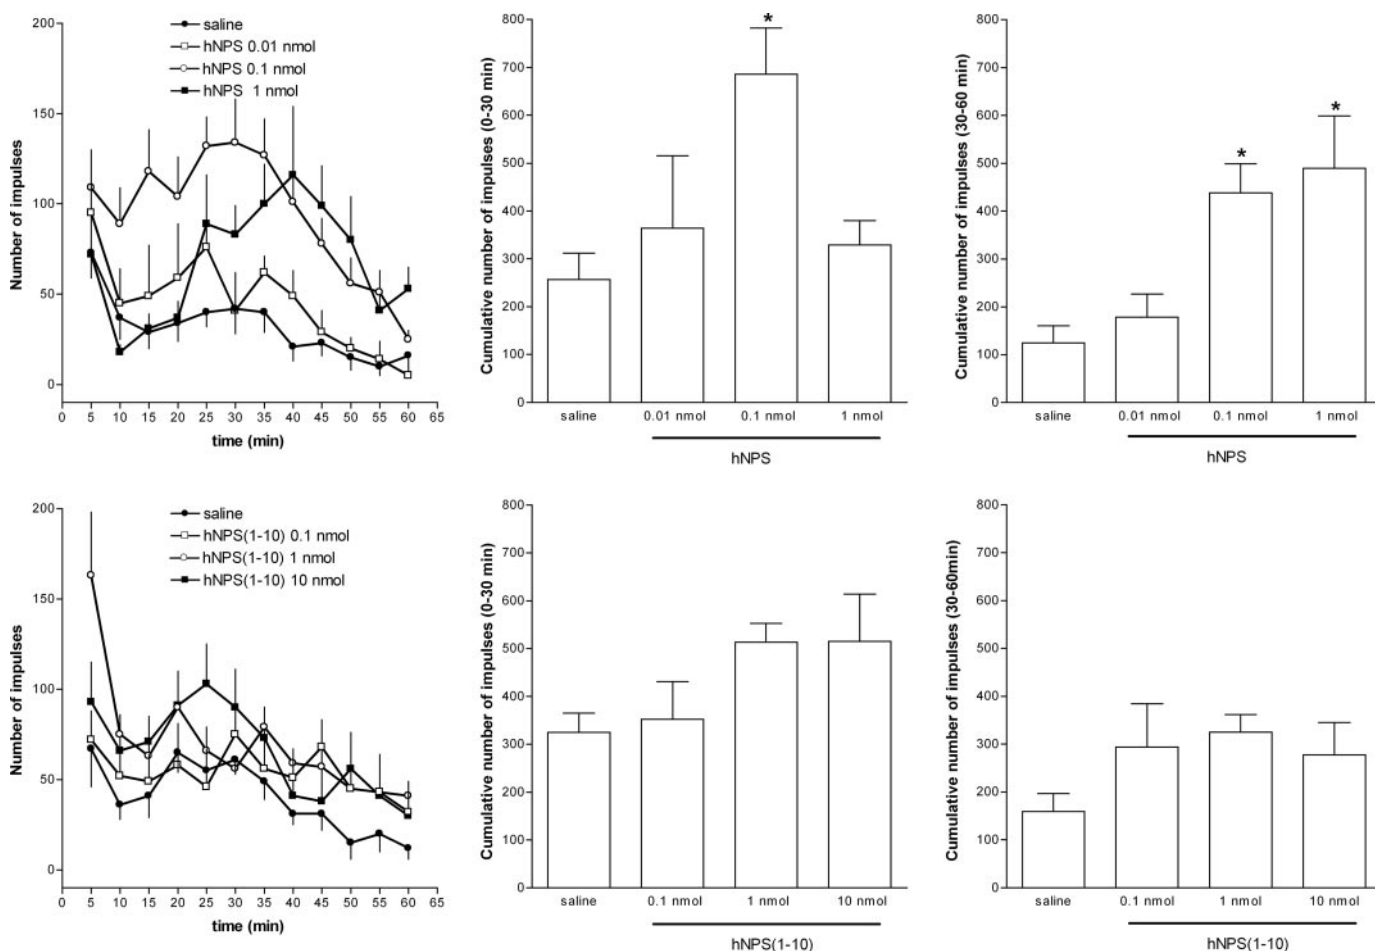 saline
hNPS 0.01 nmol
hNPS 0.1 nmol
hNPS 1 nmol
Number of impulses
200
150
100
50
0
0 5 10 15 20 25 30 35 40 45 50 55 60 65
time (min)
Cumulative number of impulses (0-30 min)
800
700
600
500
400
300
200
100
0
*
saline 0.01 nmol 0.1 nmol 1 nmol
hNPS
Cumulative number of impulses (30-60 min)
800
700
600
500
400
300
200
100
0
* *
saline 0.01 nmol 0.1 nmol 1 nmol
hNPS
saline
hNPS(1-10) 0.1 nmol
hNPS(1-10) 1 nmol
hNPS(1-10) 10 nmol
Number of impulses
200
150
100
50
0
0 5 10 15 20 25 30 35 40 45 50 55 60 65
time (min)
Cumulative number of impulses (0-30 min)
800
700
600
500
400
300
200
100
0
saline 0.1 nmol 1 nmol 10 nmol
hNPS(1-10)
Cumulative number of impulses (30-60min)
800
700
600
500
400
300
200
100
0
saline 0.1 nmol 1 nmol 10 nmol
hNPS(1-10)